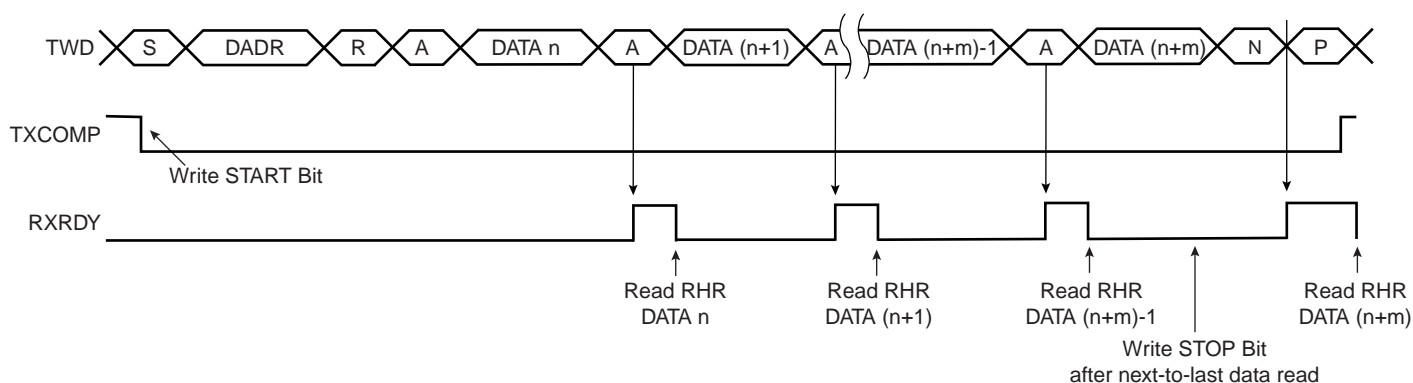 TWD S DADR R A DATA n A DATA (n+1) A DATA (n+m)-1 A DATA (n+m) N P
TXCOMP
Write START Bit
RXRDY
Read RHR
DATA n
Read RHR
DATA (n+1)
Read RHR
DATA (n+m)-1
Read RHR
DATA (n+m)
Write STOP Bit
after next-to-last data read